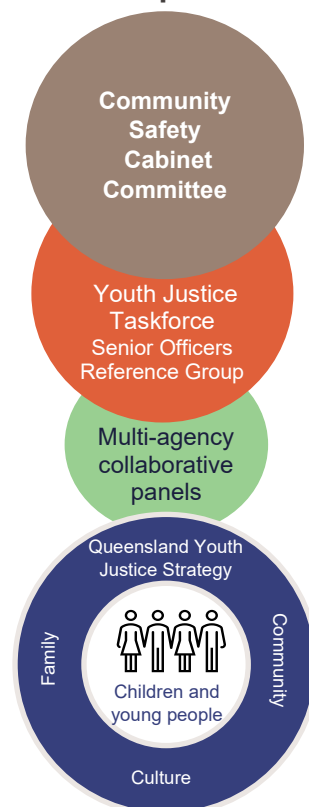 Community
Safety
Cabinet
Committee
Youth Justice
Taskforce
Senior Officers
Reference Group
Multi-agency
collaborative
panels
Queensland Youth
Justice Strategy
Family
Community
Children and
young people
Culture